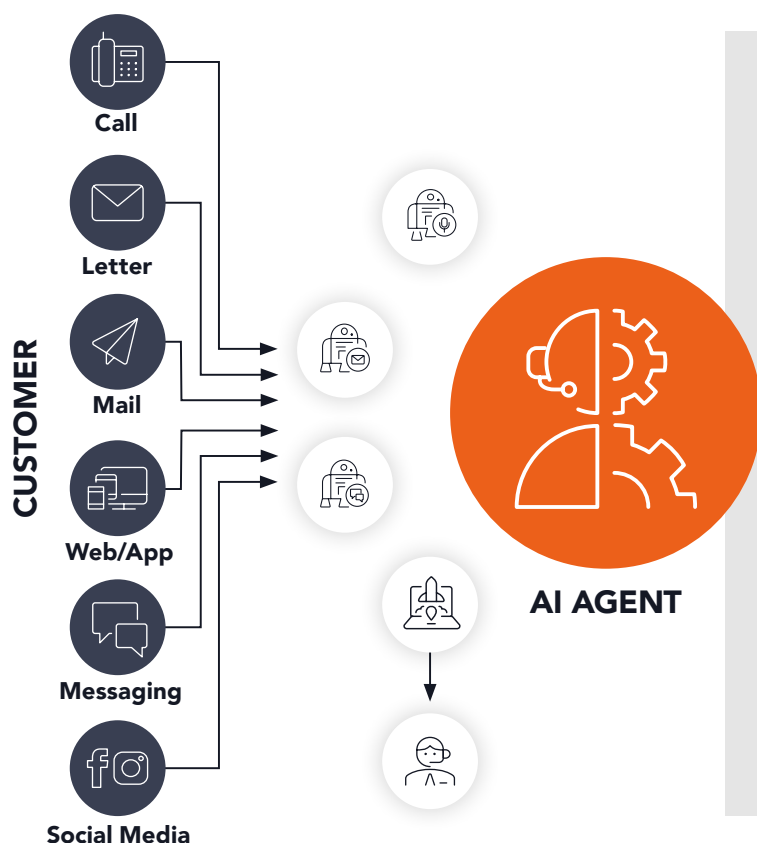 Call
Letter
Mail
CUSTOMER
Web/App
AI AGENT
Messaging
Social Media